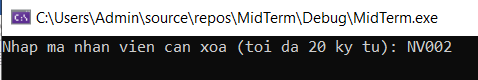 C:\Users\Admin\source\repos\MidTerm\Debug\MidTerm.exe
Nhap ma nhan vien can xoa (toi da 20 ky tu): NV002